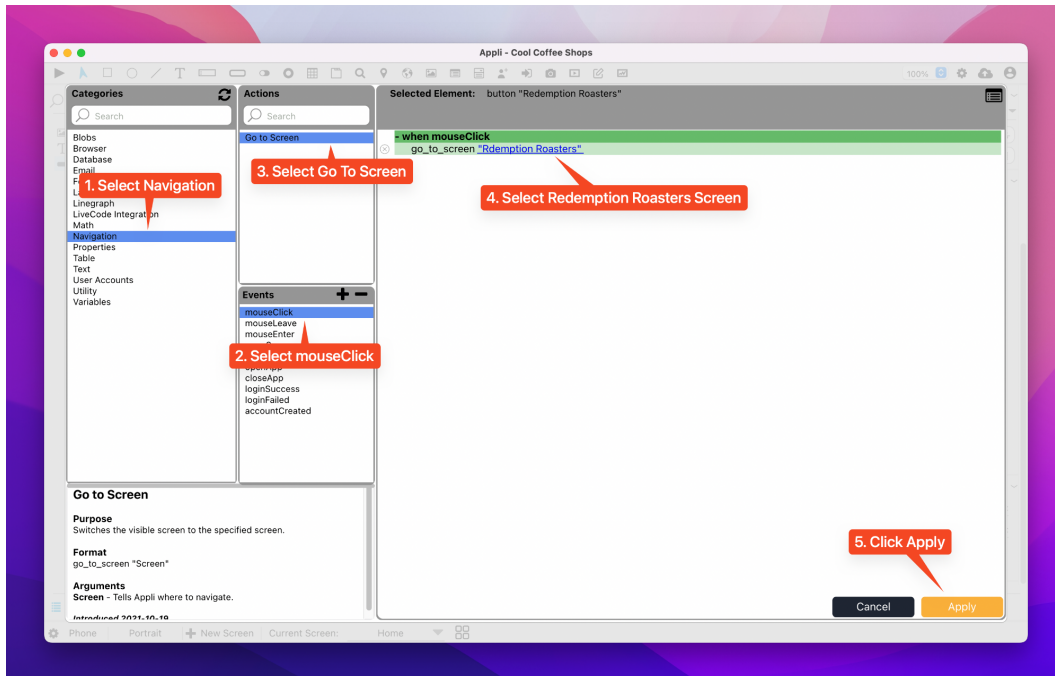 Appli - Cool Coffee Shops
T
100%
Categories
Search
Blobs
Browser
Database
Email
Linegraph
LiveCode Integration
Math
Navigation
Properties
Table
Text
User Accounts
Utility
Variables
1. Select Navigation
Actions
Search
Go to Screen
3. Select Go To Screen
Events
mouseClick
mouseLeave
mouseEnter
2. Select mouseClick
closeApp
loginSuccess
loginFailed
accountCreated
Selected Element: button "Redemption Roasters"
- when mouseClick
go_to_screen "Rdemption Roasters"
4. Select Redemption Roasters Screen
Go to Screen
Purpose
Switches the visible screen to the specified screen.
Format
go_to_screen "Screen"
Arguments
Screen - Tells Appli where to navigate.
Introduced 2021-10-19
5. Click Apply
Cancel
Apply
Phone Portrait New Screen Current Screen: Home